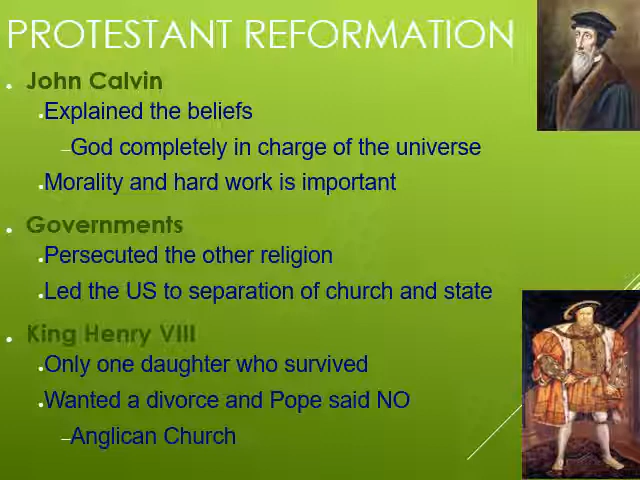 PROTESTANT REFORMATION
John Calvin
Explained the beliefs
–God completely in charge of the universe
Morality and hard work is important
Governments
Persecuted the other religion
Led the US to separation of church and state
King Henry VIII
Only one daughter who survived
Wanted a divorce and Pope said NO
–Anglican Church